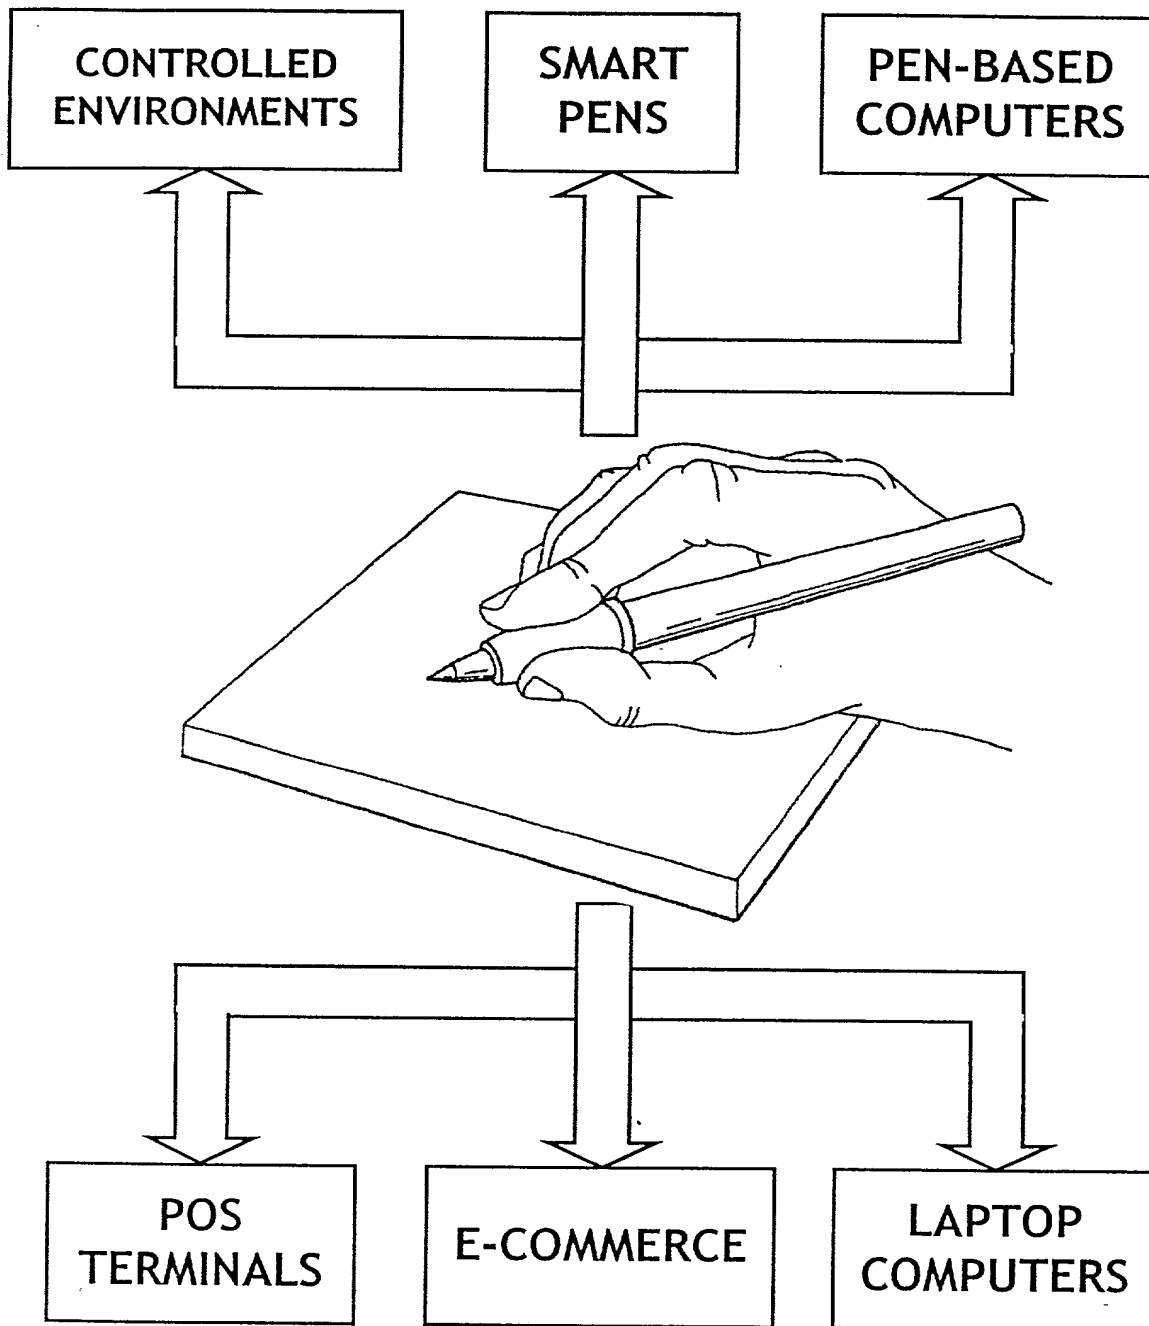 CONTROLLED
ENVIRONMENTS
SMART
PENS
PEN-BASED
COMPUTERS
POS
TERMINALS
E-COMMERCE
LAPTOP
COMPUTERS